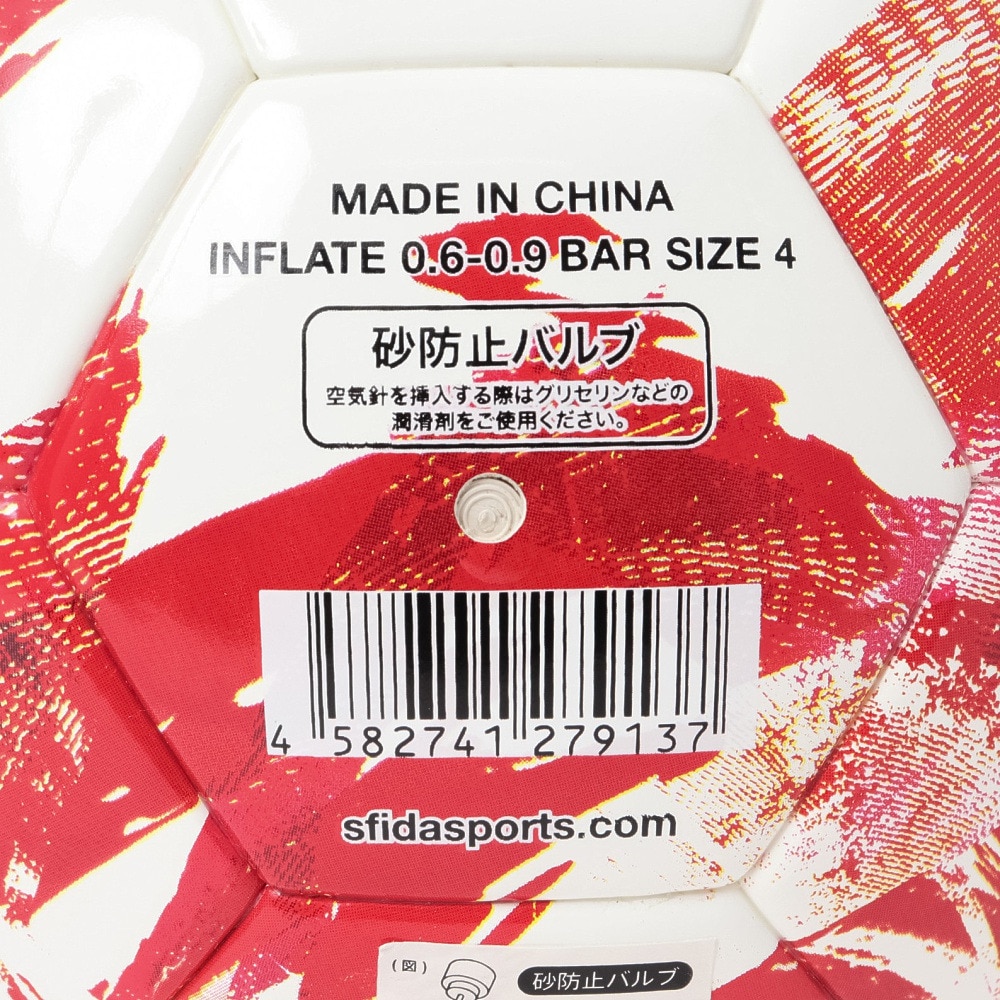 MADE IN CHINA
INFLATE 0.6-0.9 BAR SIZE 4
砂防止バルブ
空気針を挿入する際はグリセリンなどの
潤滑剤をご使用ください。
4 582741 279137
sfidasports.com
(図) 砂防止バルブ